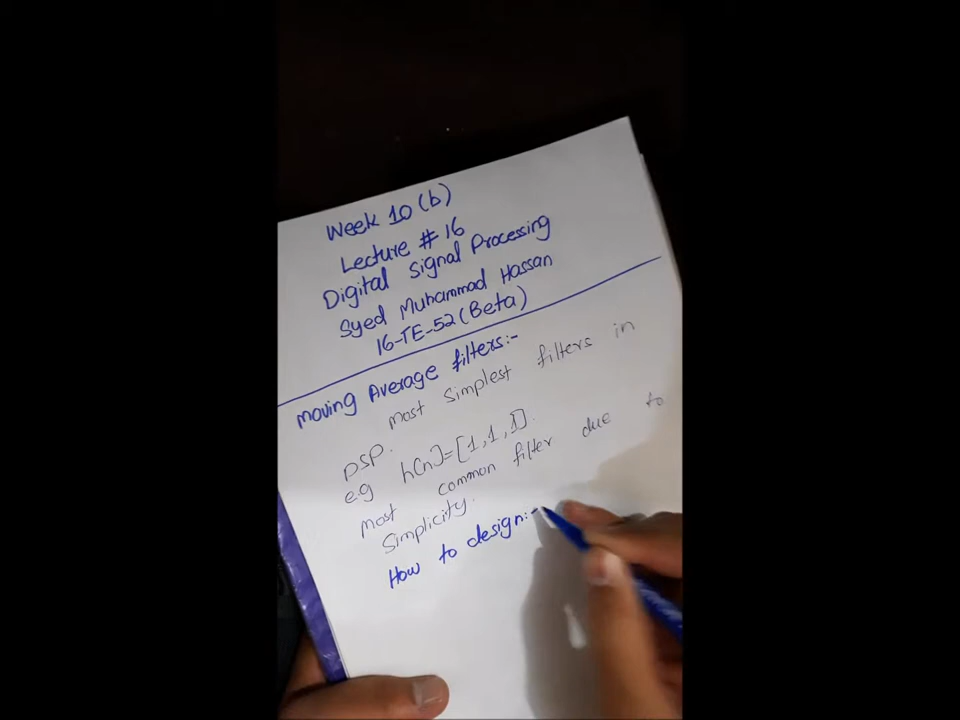 Week 10 (b)
Lecture # 16
Digital Signal Processing
Syed Muhammad Hassan
16-TE-52 (Beta)
Moving Average filters:-
most simplest filters in
DSP.
e.g h[n]=[1,1,1].
most common filter due to
Simplicity.
How to design:-